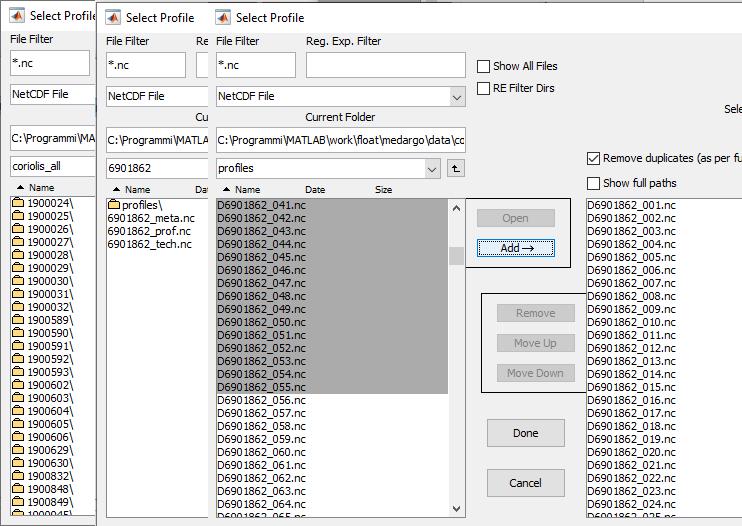 Select Profile
File Filter
*.nc
NetCDF File
C:\Programmi\MA
coriolis_all
Name
1900024\
1900025\
1900026\
1900027\
1900028\
1900029\
1900030\
1900031\
1900032\
1900589\
1900590\
1900591\
1900592\
1900593\
1900602\
1900603\
1900604\
1900605\
1900606\
1900629\
1900630\
1900832\
1900848\
1900849\
Select Profile
File Filter
Re
*.nc
NetCDF File
Cu
C:\Programmi\MATLAB
6901862
Name
Da
profiles\
6901862_meta.nc
6901862_prof.nc
6901862_tech.nc
Select Profile
File Filter
Reg. Exp. Filter
*.nc
NetCDF File
Current Folder
C:\Programmi\MATLAB\work\float\medargo\data\co
profiles
Name
Date
Size
D6901862_041.nc
D6901862_042.nc
D6901862_043.nc
D6901862_044.nc
D6901862_045.nc
D6901862_046.nc
D6901862_047.nc
D6901862_048.nc
D6901862_049.nc
D6901862_050.nc
D6901862_051.nc
D6901862_052.nc
D6901862_053.nc
D6901862_054.nc
D6901862_055.nc
D6901862_056.nc
D6901862_057.nc
D6901862_058.nc
D6901862_059.nc
D6901862_060.nc
D6901862_061.nc
D6901862_062.nc
D6901862_063.nc
D6901862_064.nc
D6901862_065.nc
Show All Files
RE Filter Dirs
Open
Add→
Remove
Move Up
Move Down
Done
Cancel
Sele
Remove duplicates (as per fu
Show full paths
D6901862_001.nc
D6901862_002.nc
D6901862_003.nc
D6901862_004.nc
D6901862_005.nc
D6901862_006.nc
D6901862_007.nc
D6901862_008.nc
D6901862_009.nc
D6901862_010.nc
D6901862_011.nc
D6901862_012.nc
D6901862_013.nc
D6901862_014.nc
D6901862_015.nc
D6901862_016.nc
D6901862_017.nc
D6901862_018.nc
D6901862_019.nc
D6901862_020.nc
D6901862_021.nc
D6901862_022.nc
D6901862_023.nc
D6901862_024.nc
D6901862_025.nc